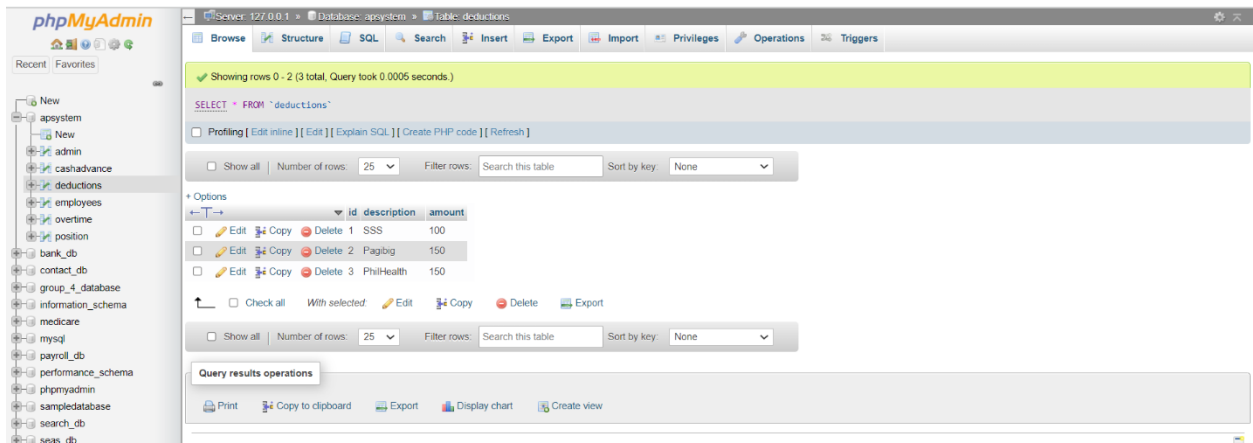 phpMyAdmin
Recent Favorites
New
apsystem
New
admin
cashadvance
deductions
employees
overtime
position
bank_db
contact_db
group_4_database
information_schema
medicare
mysql
payroll_db
performance_schema
phpmyadmin
sampledatabase
search_db
seas_db
Server: 127.0.0.1 » Database: apsystem » Table: deductions
Browse Structure SQL Search Insert Export Import Privileges Operations Triggers
Showing rows 0 - 2 (3 total, Query took 0.0005 seconds.)
SELECT * FROM `deductions`
Profiling [ Edit inline ] [ Edit ] [ Explain SQL ] [ Create PHP code ] [ Refresh ]
Show all | Number of rows: 25 Filter rows: Search this table Sort by key: None
+ Options
←T→ id description amount
Edit Copy Delete 1 SSS 100
Edit Copy Delete 2 Pagibig 150
Edit Copy Delete 3 PhilHealth 150
Check all With selected: Edit Copy Delete Export
Show all | Number of rows: 25 Filter rows: Search this table Sort by key: None
Query results operations
Print Copy to clipboard Export Display chart Create view